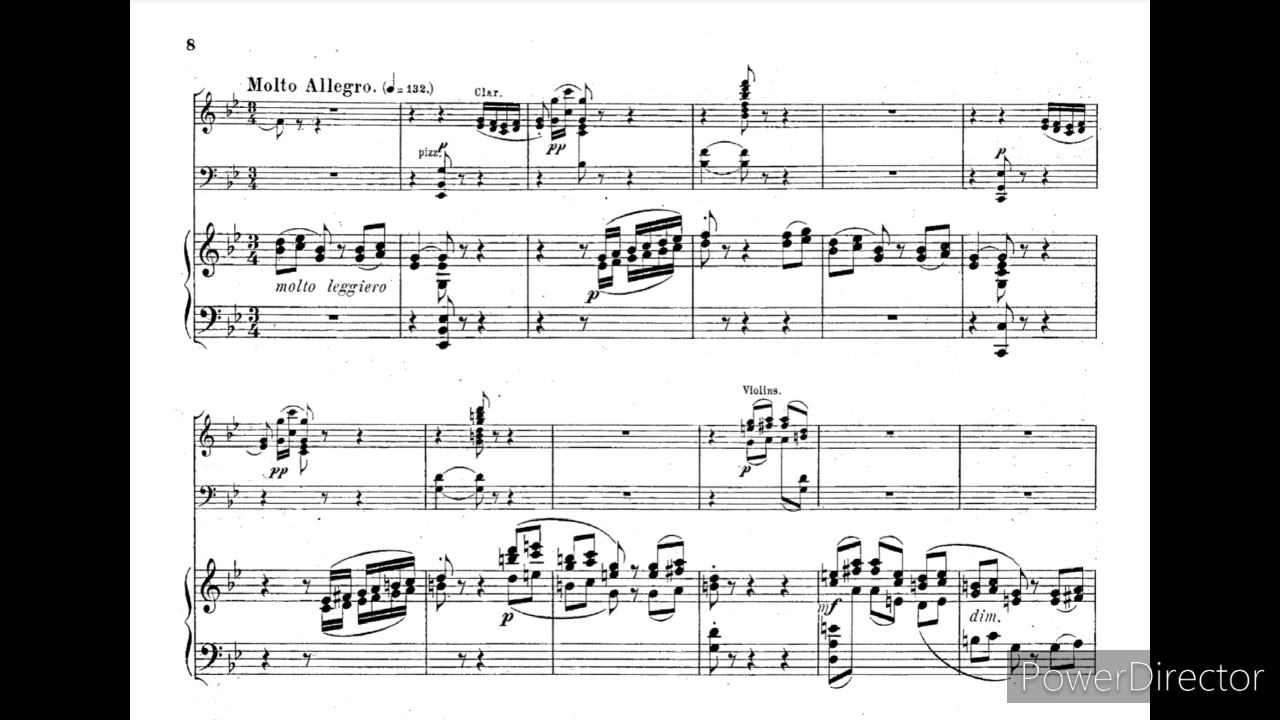 8
Molto Allegro. (♩=132.)
Clar.
pizz.
p
pp
p
molto leggiero
p
Violins.
pp
p
p
mf
dim.
PowerDirector